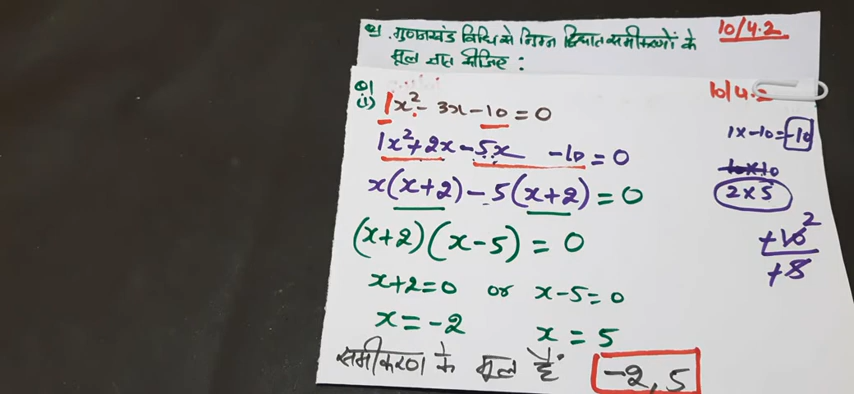 Q1. गुणनखंड विधि से निम्न द्विघात समीकरणों के
10/4.2
मूल ज्ञात कीजिए :
Q1
(i) 1x² - 3x - 10 = 0
10/4.2
1x² + 2x - 5x - 10 = 0
1x - 10 = -10
x(x+2) - 5(x+2) = 0
2 x 5
(x+2)(x-5) = 0
x+2=0 or x-5=0
x = -2 x = 5
समीकरण के मूल हैं -2, 5